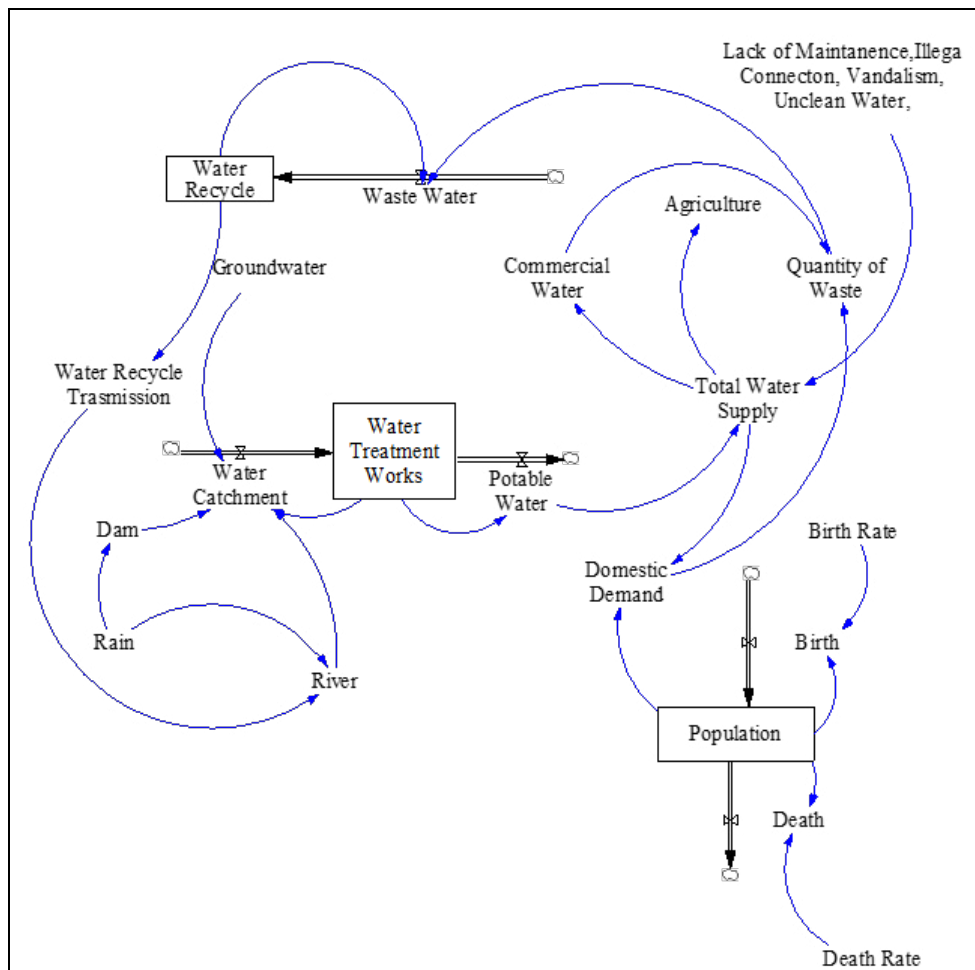 Lack of Maintanence,Illega
Connecton, Vandalism,
Unclean Water,
Water
Recycle
Waste Water
Agriculture
Groundwater
Commercial
Water
Quantity of
Waste
Water Recycle
Trasmission
Total Water
Supply
Water
Treatment
Works
Water
Catchment
Potable
Water
Dam
Birth Rate
Domestic
Demand
Rain
Birth
River
Population
Death
Death Rate